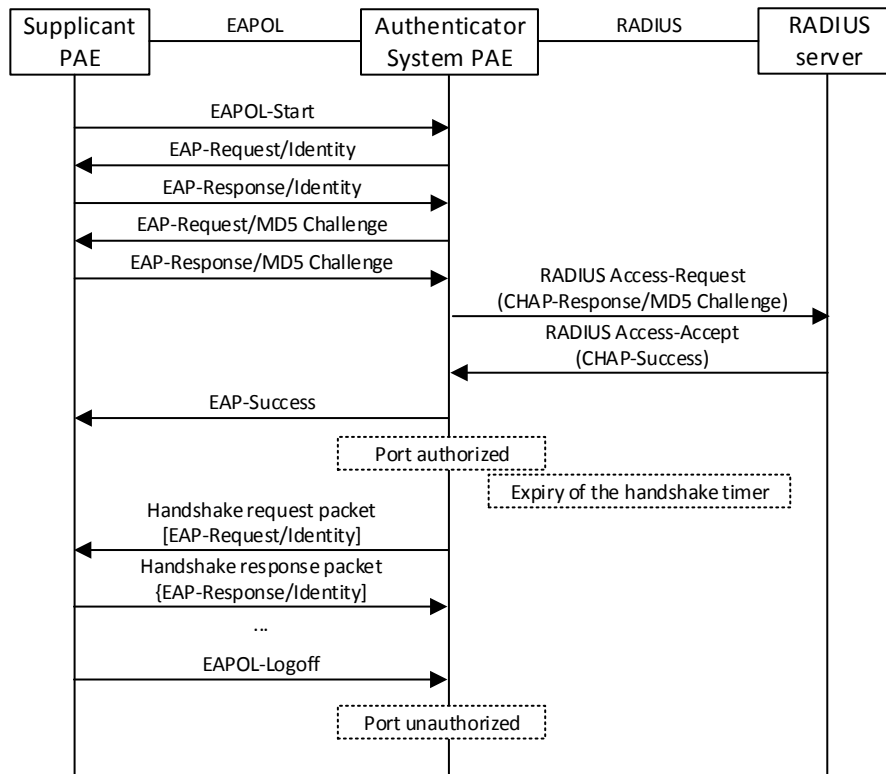 Supplicant
PAE
EAPOL
Authenticator
System PAE
RADIUS
RADIUS
server
EAPOL-Start
EAP-Request/Identity
EAP-Response/Identity
EAP-Request/MD5 Challenge
EAP-Response/MD5 Challenge
RADIUS Access-Request
(CHAP-Response/MD5 Challenge)
RADIUS Access-Accept
(CHAP-Success)
EAP-Success
Port authorized
Expiry of the handshake timer
Handshake request packet
[EAP-Request/Identity]
Handshake response packet
{EAP-Response/Identity]
...
EAPOL-Logoff
Port unauthorized